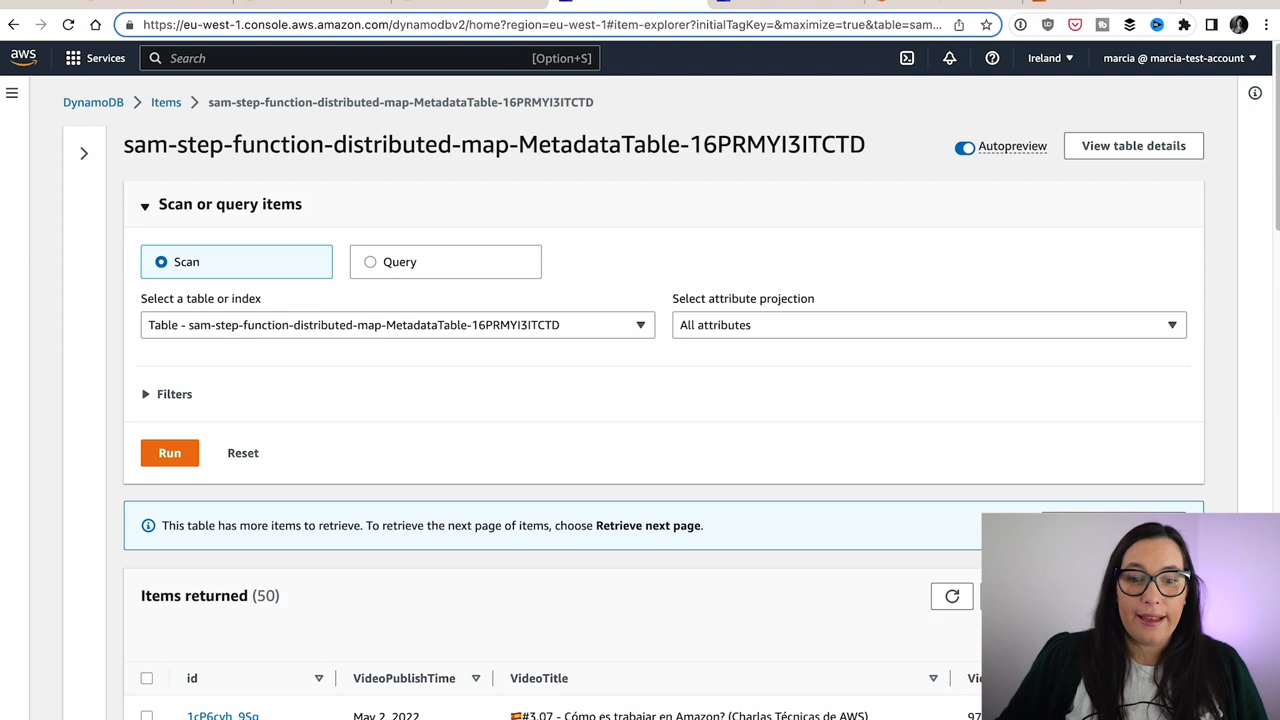 https://eu-west-1.console.aws.amazon.com/dynamodbv2/home?region=eu-west-1#item-explorer?initialTagKey=&maximize=true&table=sam...
aws
Services
Search
[Option+S]
Ireland
marcia @ marcia-test-account
DynamoDB
Items
sam-step-function-distributed-map-MetadataTable-16PRMYI3ITCTD
sam-step-function-distributed-map-MetadataTable-16PRMYI3ITCTD
Autopreview
View table details
Scan or query items
Scan
Query
Select a table or index
Select attribute projection
Table - sam-step-function-distributed-map-MetadataTable-16PRMYI3ITCTD
All attributes
Filters
Run
Reset
This table has more items to retrieve. To retrieve the next page of items, choose Retrieve next page.
Items returned (50)
id
VideoPublishTime
VideoTitle
1cP6cyh_9Sg
May 2, 2022
#3.07 - Cómo es trabajar en Amazon? (Charlas Técnicas de AWS)